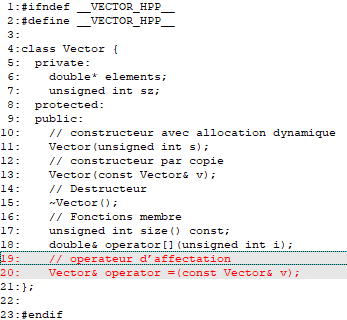 1:#ifndef __VECTOR_HPP__
2:#define __VECTOR_HPP__
3:
4:class Vector {
5:  private:
6:    double* elements;
7:    unsigned int sz;
8:  protected:
9:  public:
10:    // constructeur avec allocation dynamique
11:    Vector(unsigned int s);
12:    // constructeur par copie
13:    Vector(const Vector& v);
14:    // Destructeur
15:    ~Vector();
16:    // Fonctions membre
17:    unsigned int size() const;
18:    double& operator[](unsigned int i);
19:    // operateur d'affectation
20:    Vector& operator =(const Vector& v);
21:};
22:
23:#endif